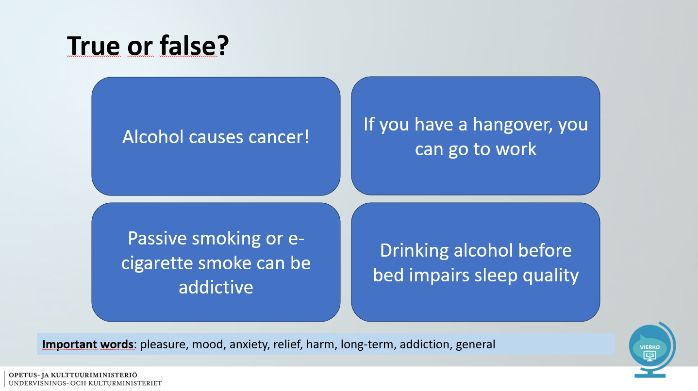 True or false?
Alcohol causes cancer!
If you have a hangover, you
can go to work
Passive smoking or e-
cigarette smoke can be
addictive
Drinking alcohol before
bed impairs sleep quality
Important words: pleasure, mood, anxiety, relief, harm, long-term, addiction, general
VIERKO
OPETUS- JA KULTTUURIMINISTERIÖ
UNDERVISNINGS- OCH KULTURMINISTERIET